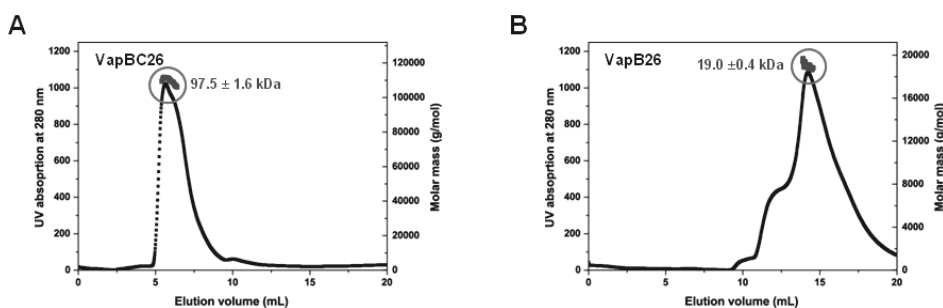 A
VapBC26
97.5 ± 1.6 kDa
UV absoprtion at 280 nm
1200
1000
800
600
400
200
0
Molar mass (g/mol)
120000
100000
80000
60000
40000
20000
0
0 5 10 15 20
Elution volume (mL)
B
VapB26
19.0 ±0.4 kDa
UV absoprtion at 280 nm
1200
1000
800
600
400
200
0
Molar mass (g/mol)
20000
16000
12000
8000
4000
0
0 5 10 15 20
Elution volume (mL)